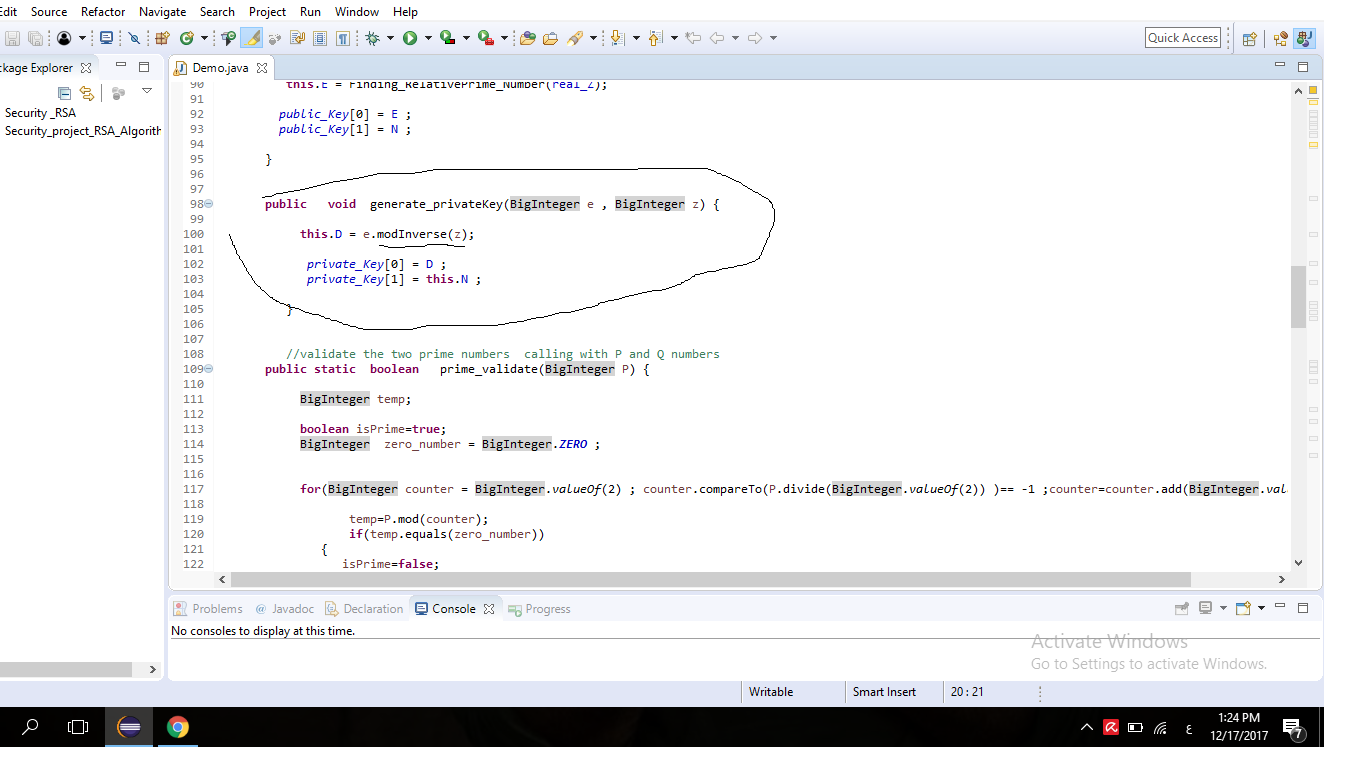 Edit Source Refactor Navigate Search Project Run Window Help
Quick Access
ckage Explorer
Demo.java
Security _RSA
Security_project_RSA_Algorith
90 this.E = Finding_RelativePrime_Number(real_Z);
91
92 public_Key[0] = E ;
93 public_Key[1] = N ;
94
95 }
96
97
98 public void generate_privateKey(BigInteger e , BigInteger z) {
99
100 this.D = e.modInverse(z);
101
102 private_Key[0] = D ;
103 private_Key[1] = this.N ;
104
105 }
106
107
108 //validate the two prime numbers calling with P and Q numbers
109 public static boolean prime_validate(BigInteger P) {
110
111 BigInteger temp;
112
113 boolean isPrime=true;
114 BigInteger zero_number = BigInteger.ZERO ;
115
116
117 for(BigInteger counter = BigInteger.valueOf(2) ; counter.compareTo(P.divide(BigInteger.valueOf(2)) )== -1 ;counter=counter.add(BigInteger.val
118
119 temp=P.mod(counter);
120 if(temp.equals(zero_number))
121 {
122 isPrime=false;
Problems @ Javadoc Declaration Console Progress
No consoles to display at this time.
Activate Windows
Go to Settings to activate Windows.
Writable Smart Insert 20 : 21
ع
1:24 PM
12/17/2017
7